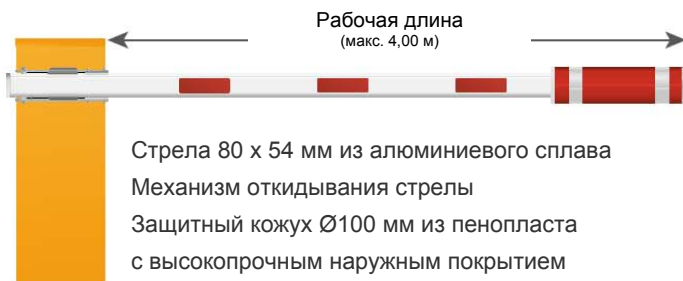 Рабочая длина
(макс. 4,00 м)
Стрела 80 x 54 мм из алюминиевого сплава
Механизм откидывания стрелы
Защитный кожух Ø100 мм из пенопласта
с высокопрочным наружным покрытием